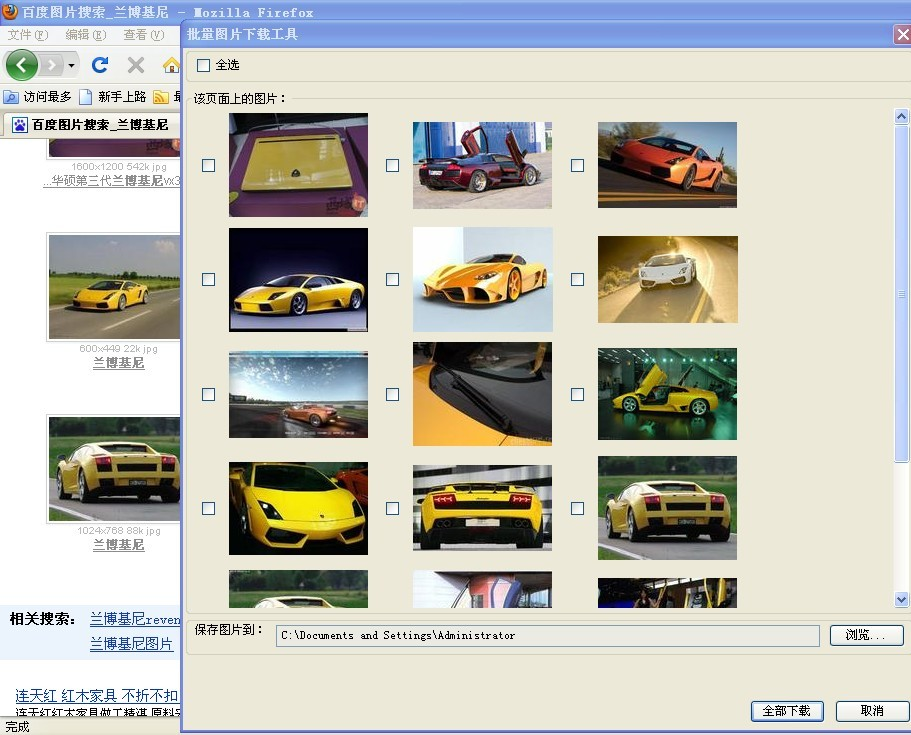 百度图片搜索_兰博基尼 - Mozilla Firefox
文件(F) 编辑(E) 查看(V)
访问最多 新手上路
百度图片搜索_兰博基尼
1600x1200 542k jpg
...华硕第三代兰博基尼vx3
600x449 22k jpg
兰博基尼
1024x768 88k jpg
兰博基尼
相关搜索: 兰博基尼reven
兰博基尼图片
连天红 红木家具 不折不扣
连天红红木家具做工精湛 原料
完成
批量图片下载工具
全选
该页面上的图片:
保存图片到: C:\Documents and Settings\Administrator 浏览...
全部下载 取消